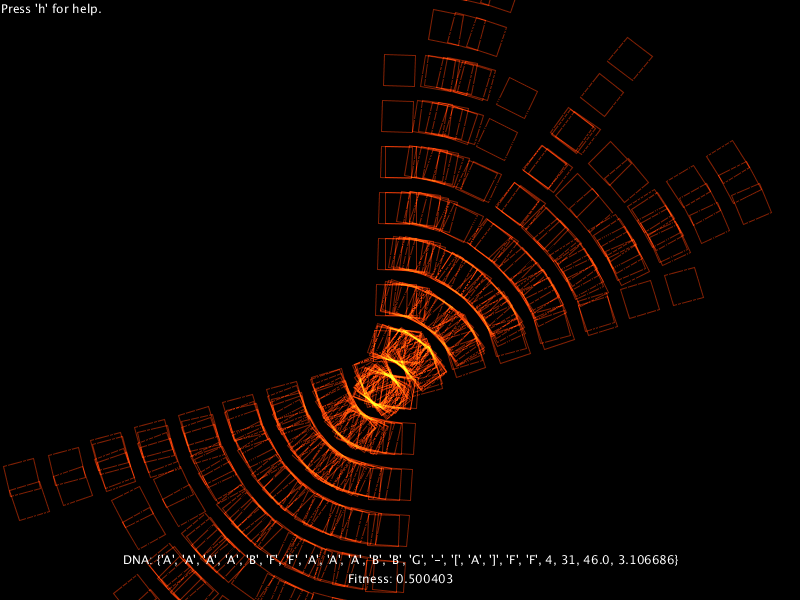 Press 'h' for help.
DNA: {'A', 'A', 'A', 'A', 'B', 'F', 'F', 'A', 'A', 'A', 'B', 'B', 'G', '-', '[', 'A', ']', 'F', 'F', 4, 31, 46.0, 3.106686}
Fitness: 0.500403